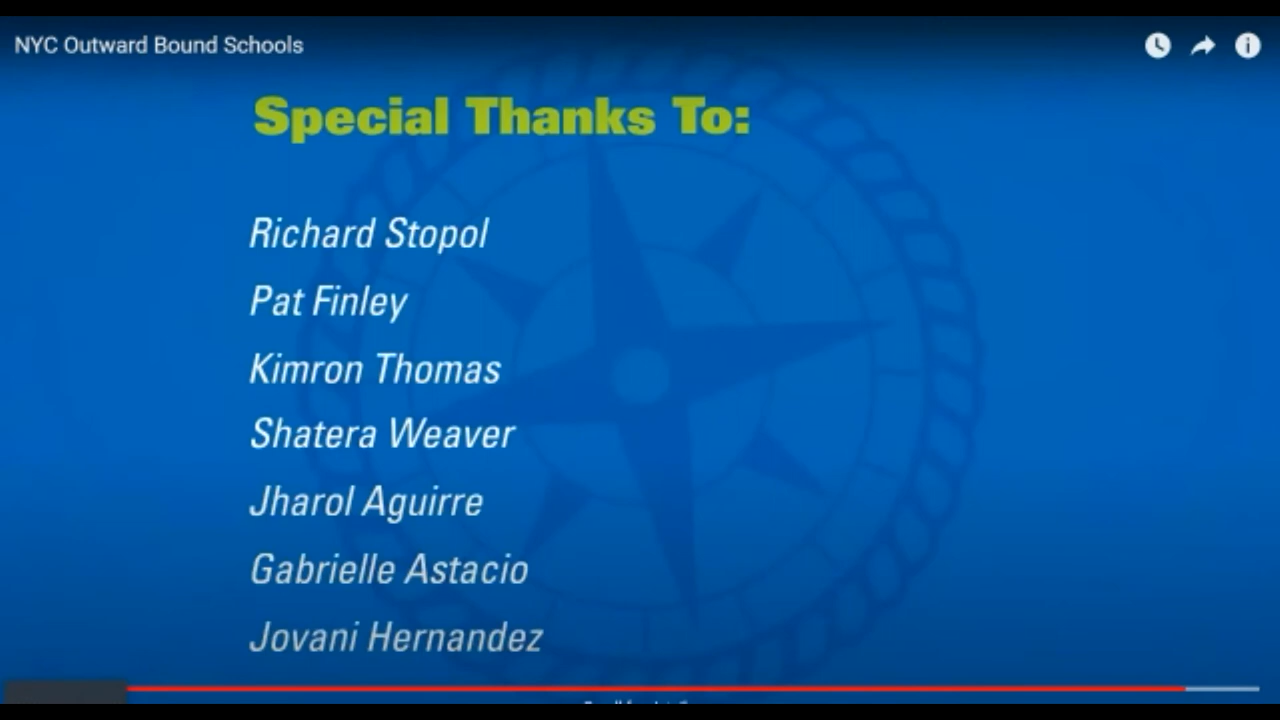 NYC Outward Bound Schools
Special Thanks To:
Richard Stopol
Pat Finley
Kimron Thomas
Shatera Weaver
Jharol Aguirre
Gabrielle Astacio
Jovani Hernandez